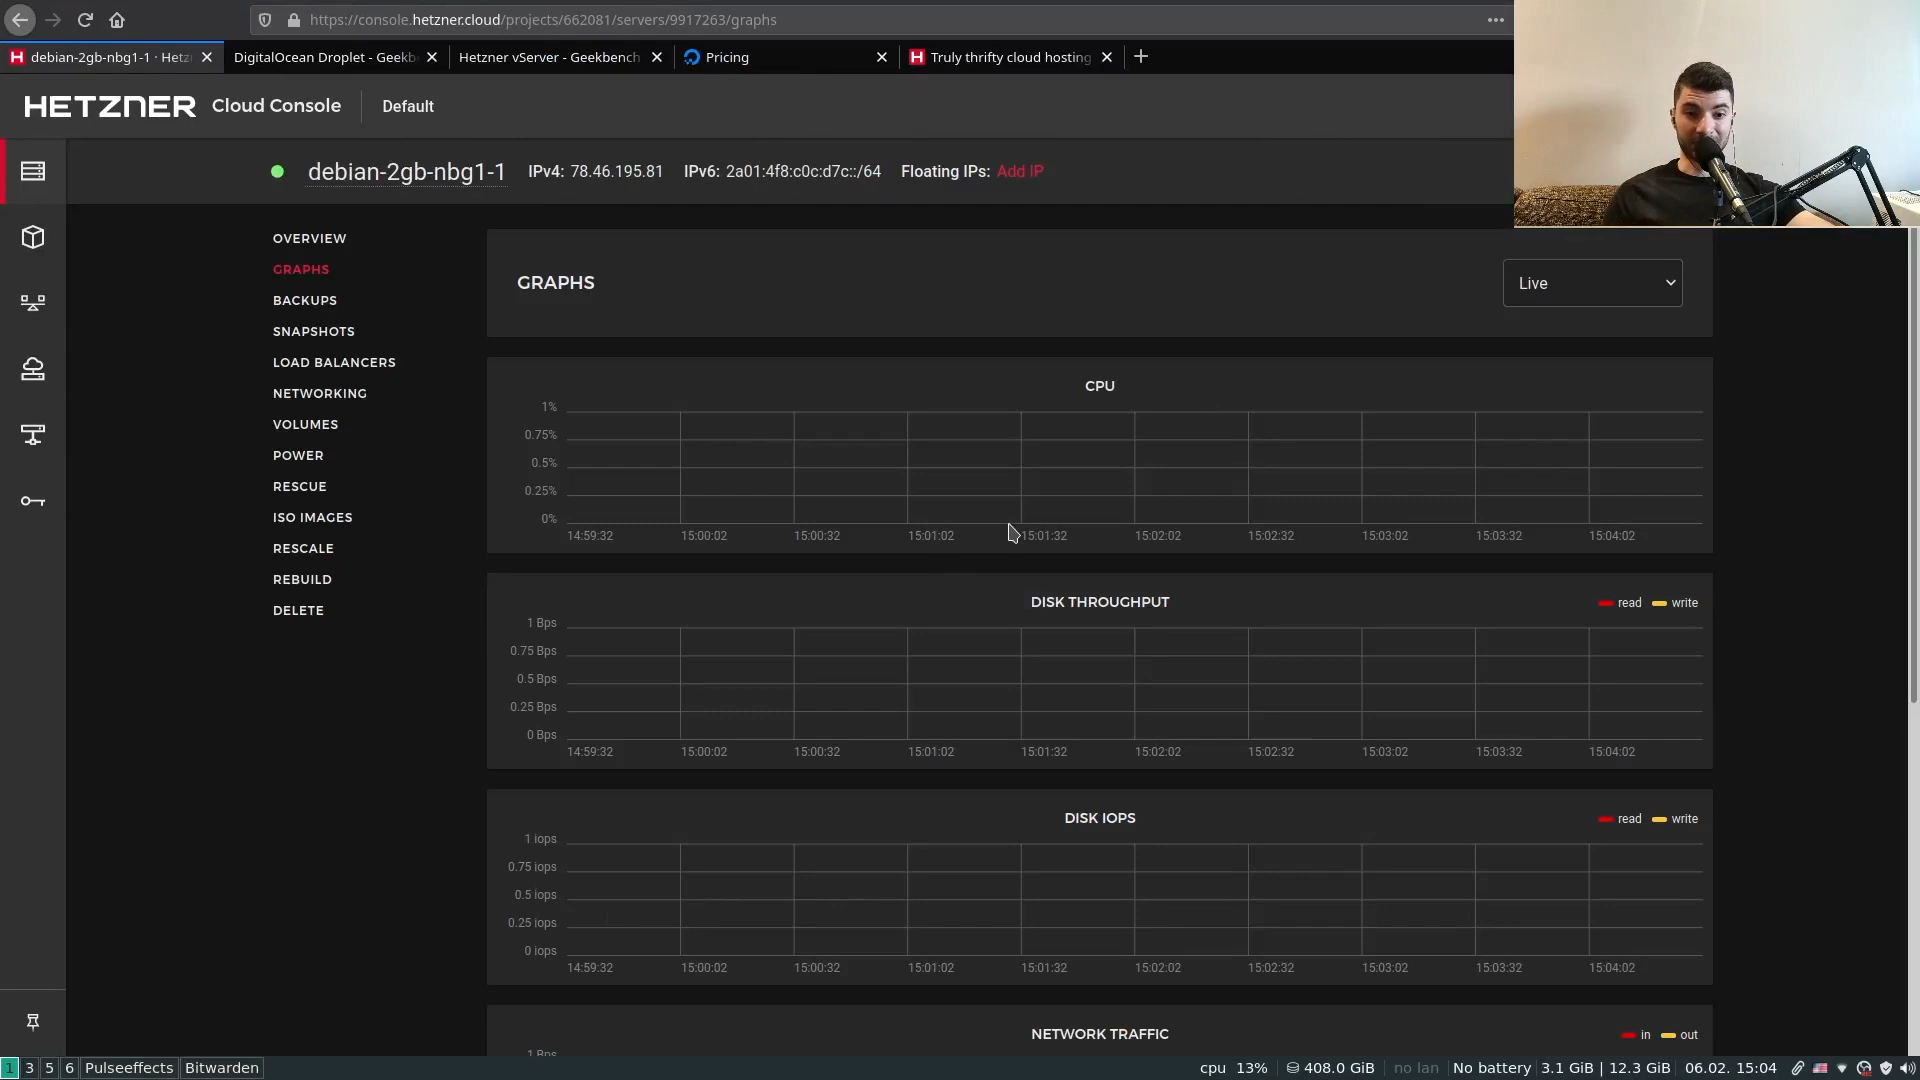 https://console.hetzner.cloud/projects/662081/servers/9917263/graphs
debian-2gb-nbg1-1 · Hetz
DigitalOcean Droplet - Geekb
Hetzner vServer - Geekbench
Pricing
Truly thrifty cloud hosting
HETZNER Cloud Console Default
debian-2gb-nbg1-1 IPv4: 78.46.195.81 IPv6: 2a01:4f8:c0c:d7c::/64 Floating IPs: Add IP
OVERVIEW
GRAPHS
BACKUPS
SNAPSHOTS
LOAD BALANCERS
NETWORKING
VOLUMES
POWER
RESCUE
ISO IMAGES
RESCALE
REBUILD
DELETE
GRAPHS
Live
CPU
1%
0.75%
0.5%
0.25%
0%
14:59:32 15:00:02 15:00:32 15:01:02 15:01:32 15:02:02 15:02:32 15:03:02 15:03:32 15:04:02
DISK THROUGHPUT
read write
1 Bps
0.75 Bps
0.5 Bps
0.25 Bps
0 Bps
14:59:32 15:00:02 15:00:32 15:01:02 15:01:32 15:02:02 15:02:32 15:03:02 15:03:32 15:04:02
DISK IOPS
read write
1 iops
0.75 iops
0.5 iops
0.25 iops
0 iops
14:59:32 15:00:02 15:00:32 15:01:02 15:01:32 15:02:02 15:02:32 15:03:02 15:03:32 15:04:02
NETWORK TRAFFIC
in out
1 Bps
1 3 5 6 Pulseeffects Bitwarden
cpu 13% 408.0 GiB no lan No battery 3.1 GiB | 12.3 GiB 06.02. 15:04